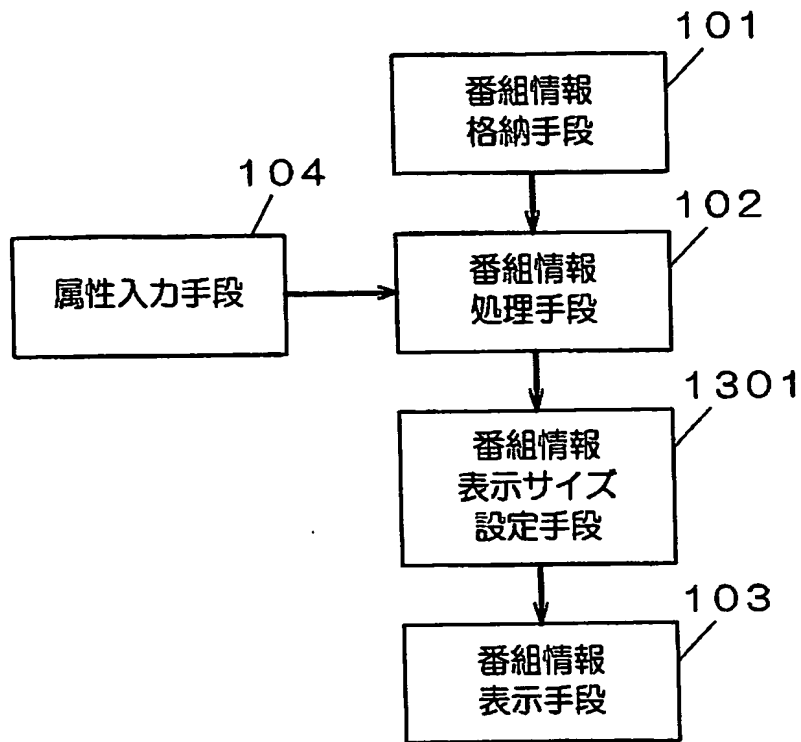 101
番組情報
格納手段
104
属性入力手段
102
番組情報
処理手段
1301
番組情報
表示サイズ
設定手段
103
番組情報
表示手段